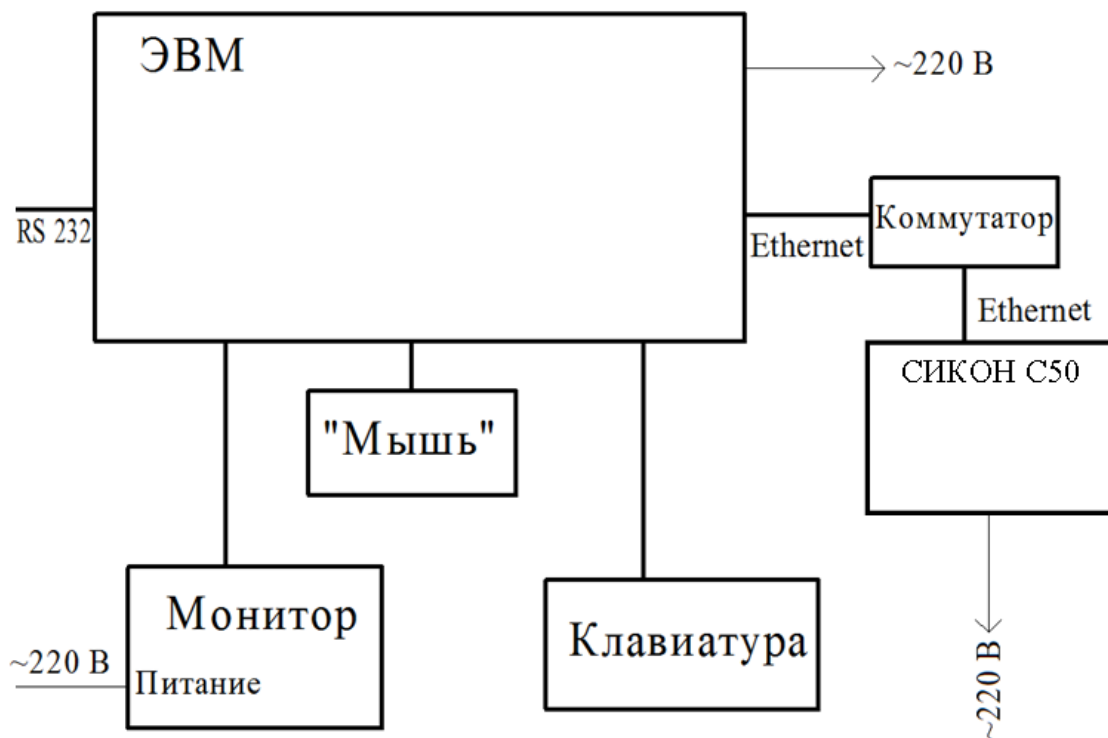 ЭВМ
~220 В
RS 232
Коммутатор
Ethernet
Ethernet
СИКОН С50
"Мышь"
Монитор
Клавиатура
~220 В
Питание
~220 В